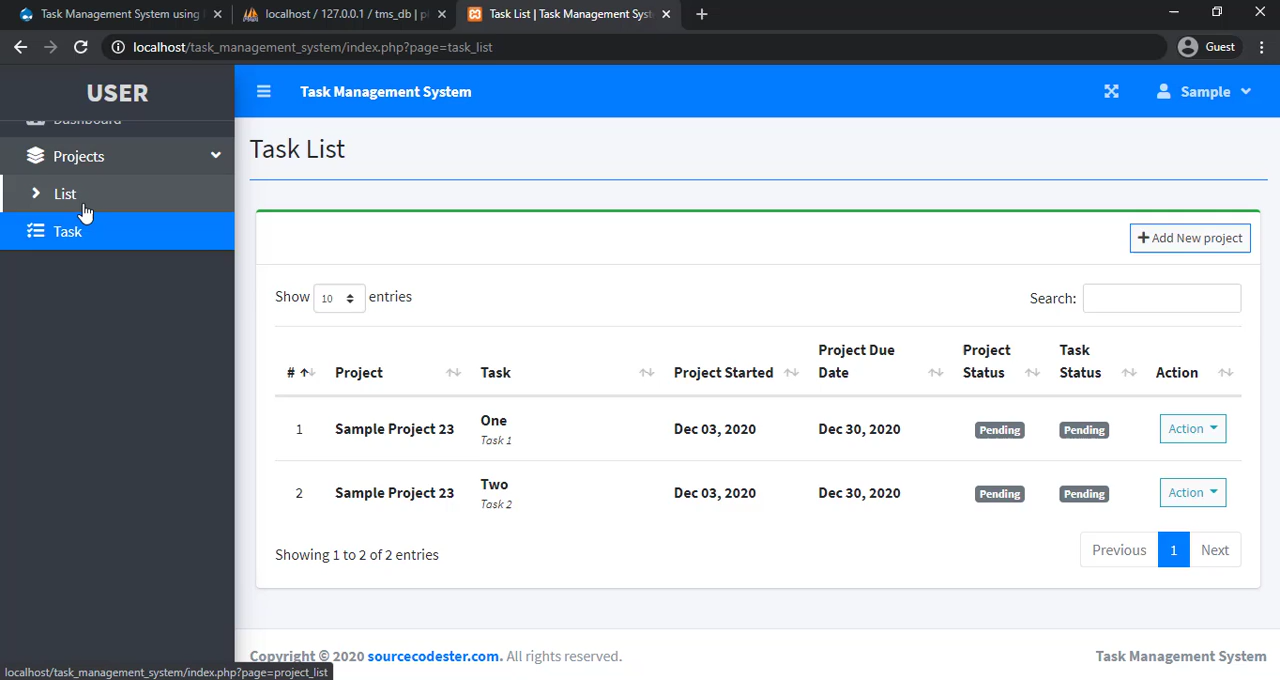 Task Management System using
localhost / 127.0.0.1 / tms_db | p
Task List | Task Management Syst
localhost/task_management_system/index.php?page=task_list
Guest
USER
Task Management System
Sample
Dashboard
Projects
List
Task
Task List
+ Add New project
Show 10 entries
Search:
# Project Task Project Started Project Due Date Project Status Task Status Action
1 Sample Project 23 One Dec 03, 2020 Dec 30, 2020 Pending Pending Action
Task 1
2 Sample Project 23 Two Dec 03, 2020 Dec 30, 2020 Pending Pending Action
Task 2
Showing 1 to 2 of 2 entries
Previous 1 Next
Copyright © 2020 sourcecodester.com. All rights reserved.
Task Management System
localhost/task_management_system/index.php?page=project_list